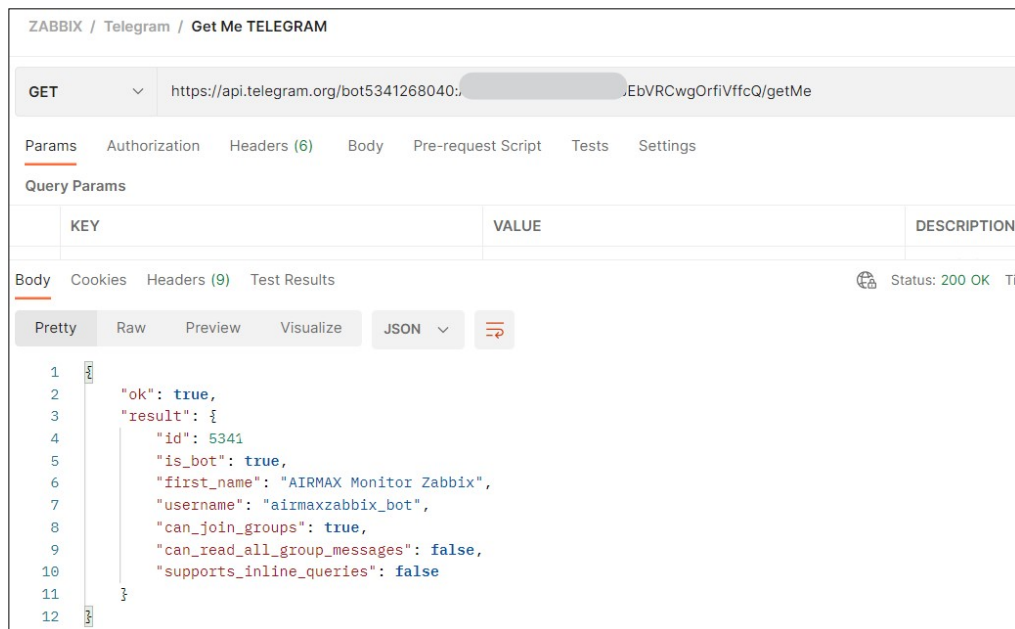 ZABBIX / Telegram / Get Me TELEGRAM
GET https://api.telegram.org/bot5341268040: EbVRCwgOrfiVffcQ/getMe
Params Authorization Headers (6) Body Pre-request Script Tests Settings
Query Params
KEY VALUE DESCRIPTION
Body Cookies Headers (9) Test Results Status: 200 OK Ti
Pretty Raw Preview Visualize JSON
1 {
2 "ok": true,
3 "result": {
4 "id": 5341
5 "is_bot": true,
6 "first_name": "AIRMAX Monitor Zabbix",
7 "username": "airmaxzabbix_bot",
8 "can_join_groups": true,
9 "can_read_all_group_messages": false,
10 "supports_inline_queries": false
11 }
12 }